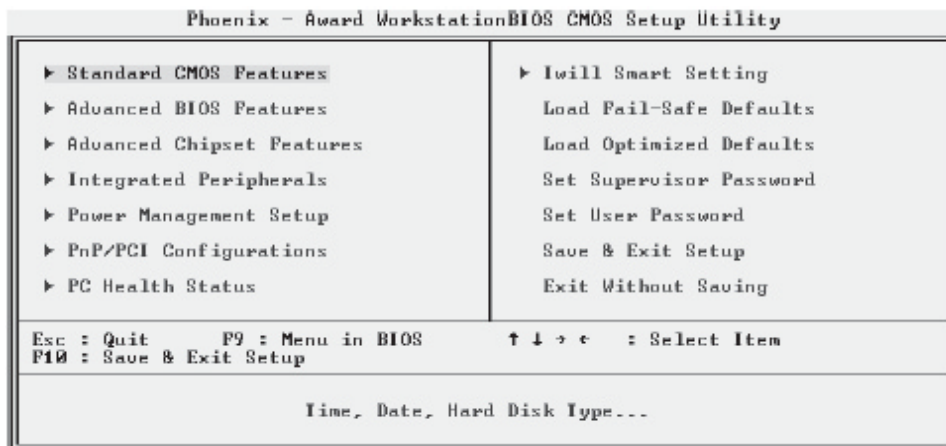 Phoenix - Award WorkstationBIOS CMOS Setup Utility
▶ Standard CMOS Features
▶ Advanced BIOS Features
▶ Advanced Chipset Features
▶ Integrated Peripherals
▶ Power Management Setup
▶ PnP/PCI Configurations
▶ PC Health Status
▶ Iwill Smart Setting
Load Fail-Safe Defaults
Load Optimized Defaults
Set Supervisor Password
Set User Password
Save & Exit Setup
Exit Without Saving
Esc : Quit F9 : Menu in BIOS ↑ ↓ → ← : Select Item
F10 : Save & Exit Setup
Time, Date, Hard Disk Type...